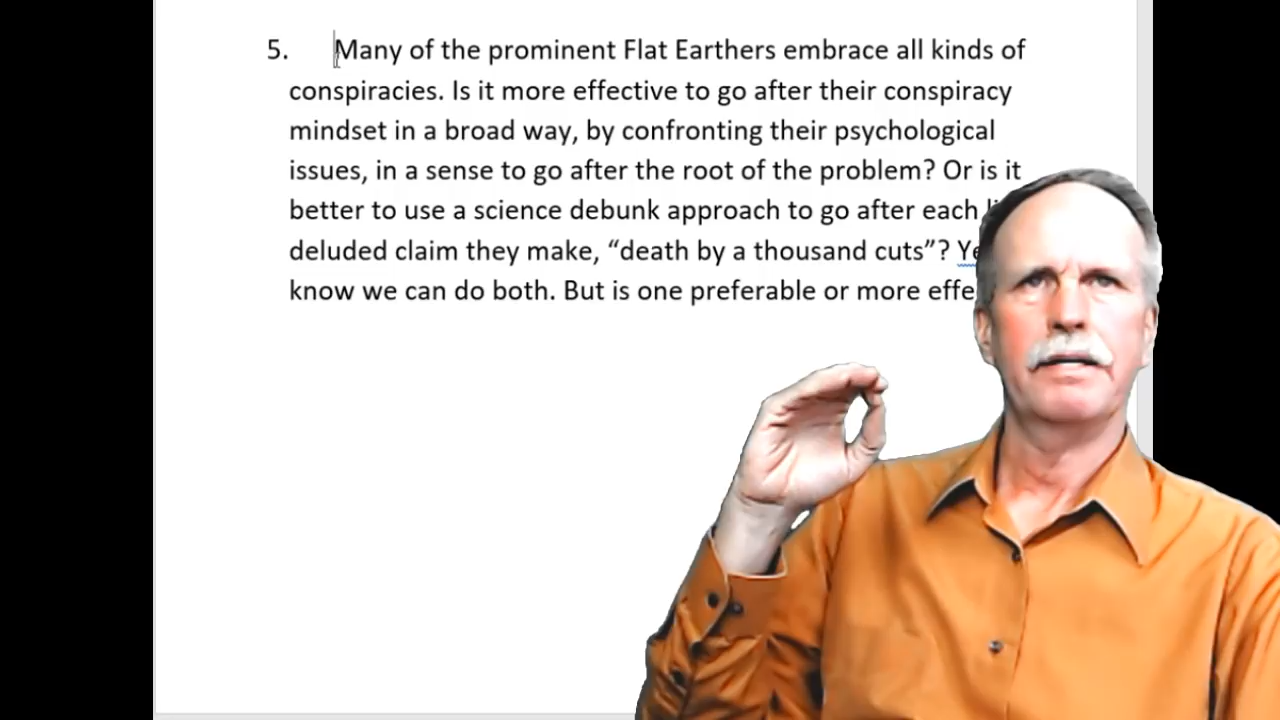 5. Many of the prominent Flat Earthers embrace all kinds of
conspiracies. Is it more effective to go after their conspiracy
mindset in a broad way, by confronting their psychological
issues, in a sense to go after the root of the problem? Or is it
better to use a science debunk approach to go after each
deluded claim they make, “death by a thousand cuts”?
know we can do both. But is one preferable or more